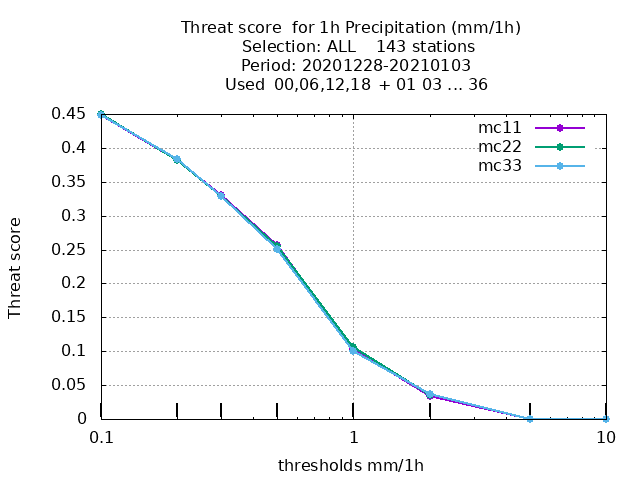 Threat score  for 1h Precipitation (mm/1h)
Selection: ALL    143 stations
Period: 20201228-20210103
Used  00,06,12,18  + 01 03 ... 36
mc11
mc22
mc33
Threat score
0.45
0.4
0.35
0.3
0.25
0.2
0.15
0.1
0.05
0
0.1 1 10
thresholds mm/1h